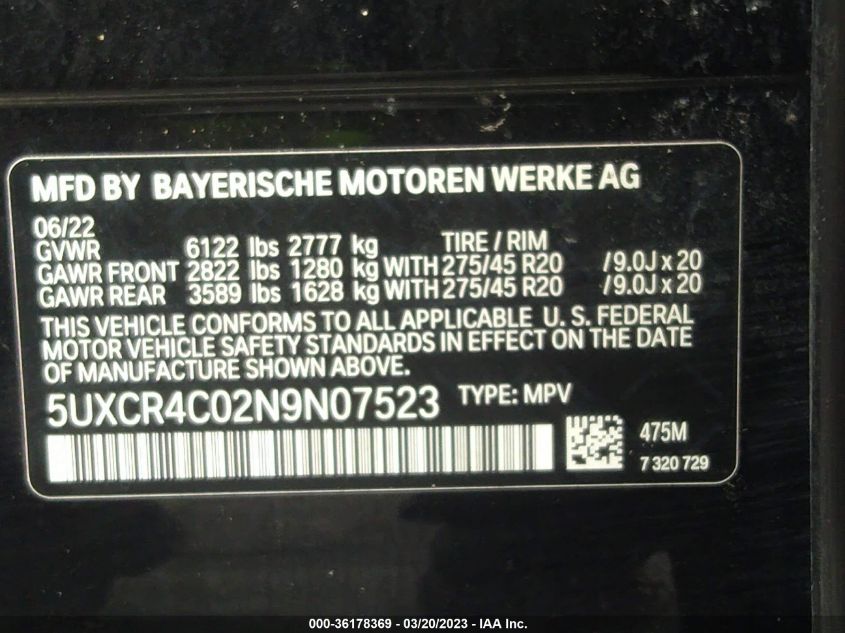 MFD BY BAYERISCHE MOTOREN WERKE AG
06/22
GVWR 6122 lbs 2777 kg TIRE / RIM
GAWR FRONT 2822 lbs 1280 kg WITH 275/45 R20 /9.0J x 20
GAWR REAR 3589 lbs 1628 kg WITH 275/45 R20 /9.0J x 20
THIS VEHICLE CONFORMS TO ALL APPLICABLE U. S. FEDERAL
MOTOR VEHICLE SAFETY STANDARDS IN EFFECT ON THE DATE
OF MANUFACTURE SHOWN ABOVE.
5UXCR4C02N9N07523 TYPE: MPV
475M
7 320 729
000-36178369 - 03/20/2023 - IAA Inc.